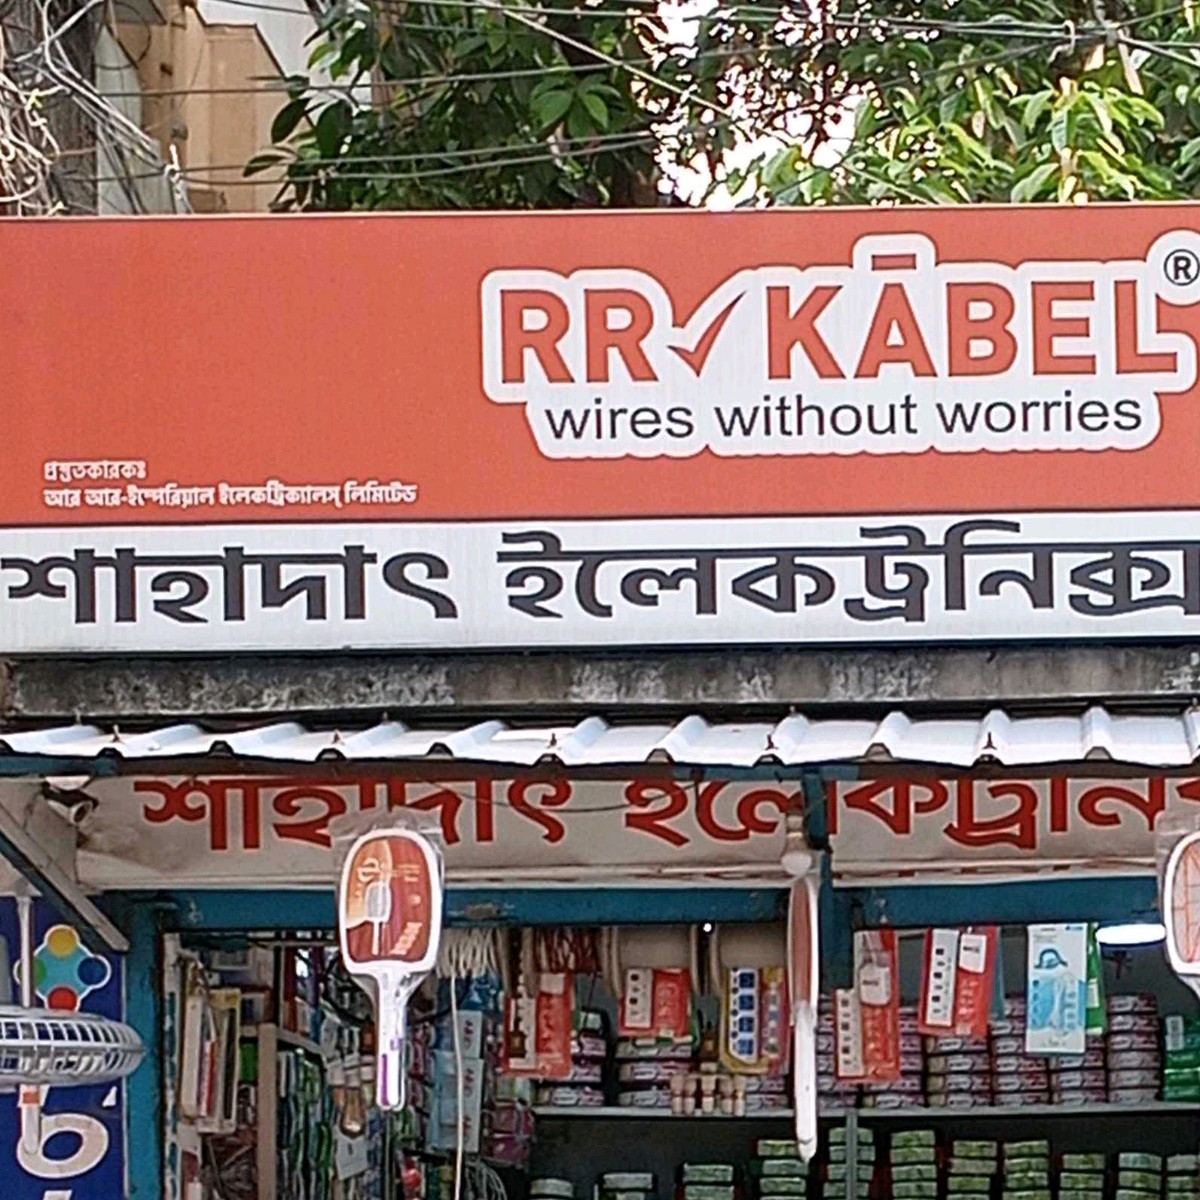 RR KĀBEL®
wires without worries
প্রস্তুতকারকঃ
আর আর-ইম্পেরিয়াল ইলেকট্রিক্যালস্ লিমিটেড
শাহাদাৎ ইলেকট্রনিক্স
শাহাদাৎ ইলেকট্রনিক